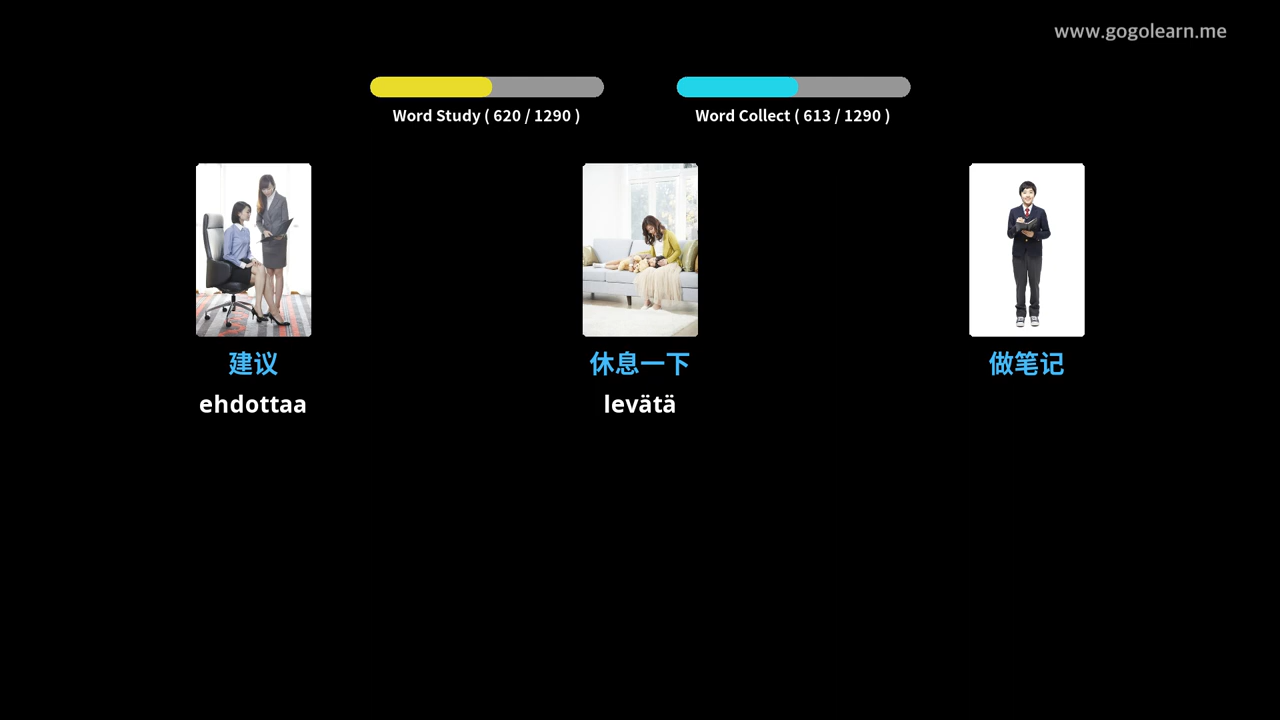 www.gogolearn.me
Word Study ( 620 / 1290 )
Word Collect ( 613 / 1290 )
建议
休息一下
做笔记
ehdottaa
levätä